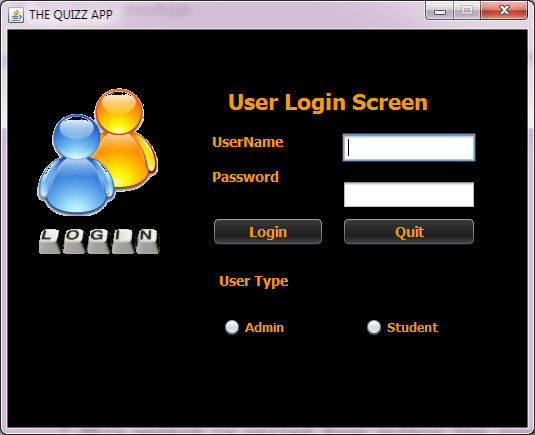 THE QUIZZ APP
User Login Screen
UserName
Password
LOGIN
Login Quit
User Type
Admin Student